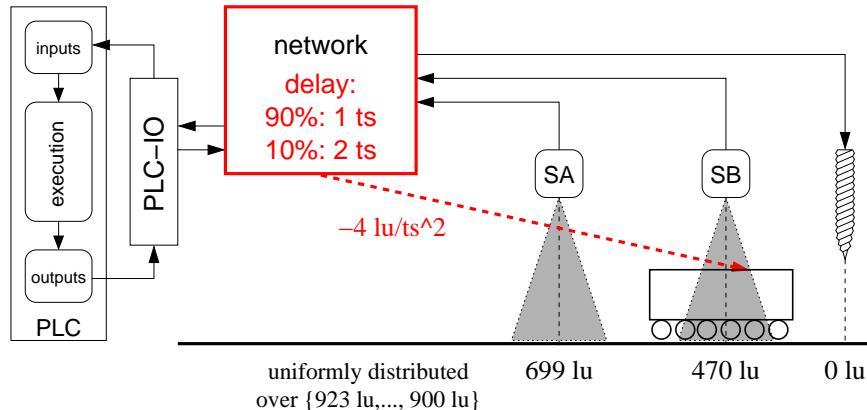 inputs
execution
outputs
PLC
PLC–IO
network
delay:
90%: 1 ts
10%: 2 ts
–4 lu/ts^2
SA
SB
uniformly distributed
over {923 lu,..., 900 lu}
699 lu
470 lu
0 lu